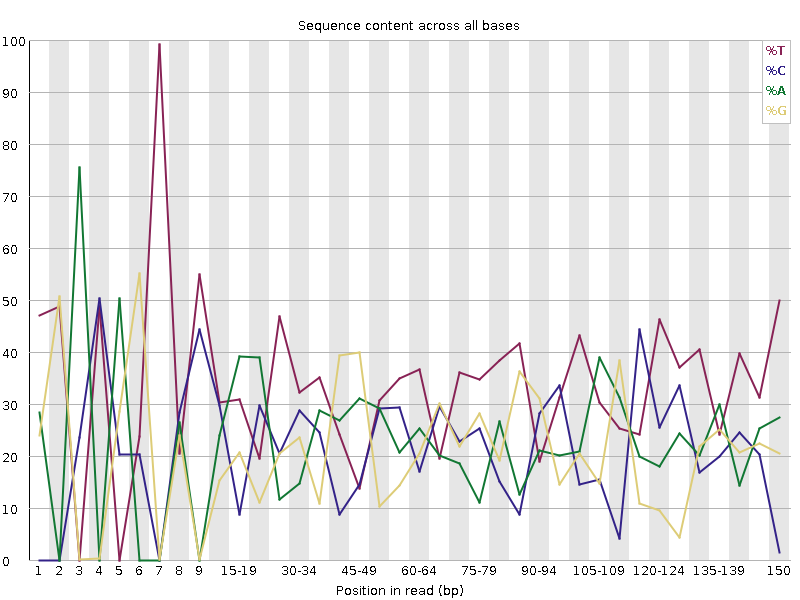 Sequence content across all bases
100
90
80
70
60
50
40
30
20
10
0
%T
%C
%A
%G
1 2 3 4 5 6 7 8 9 15-19 30-34 45-49 60-64 75-79 90-94 105-109 120-124 135-139 150
Position in read (bp)